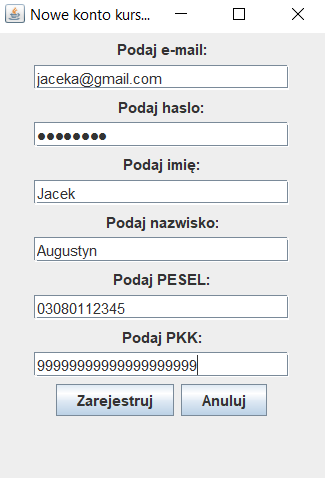 Nowe konto kurs...
Podaj e-mail:
jaceka@gmail.com
Podaj haslo:
●●●●●●●●
Podaj imię:
Jacek
Podaj nazwisko:
Augustyn
Podaj PESEL:
03080112345
Podaj PKK:
99999999999999999999
Zarejestruj Anuluj